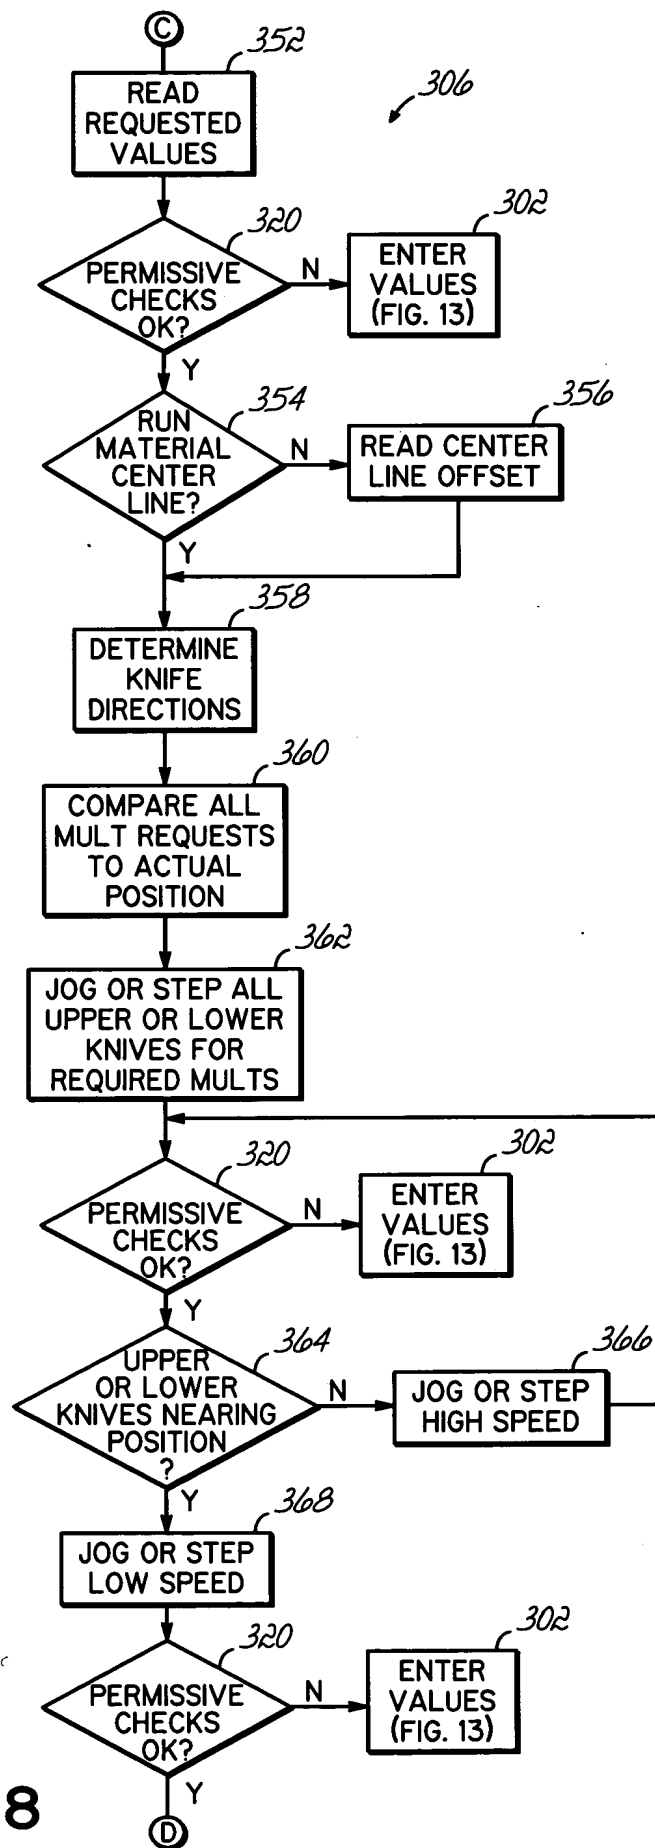 C
352
READ
REQUESTED
VALUES
306
320
PERMISSIVE
CHECKS
OK?
N
302
ENTER
VALUES
(FIG. 13)
Y
354
RUN
MATERIAL
CENTER
LINE?
N
356
READ CENTER
LINE OFFSET
Y
358
DETERMINE
KNIFE
DIRECTIONS
360
COMPARE ALL
MULT REQUESTS
TO ACTUAL
POSITION
362
JOG OR STEP ALL
UPPER OR LOWER
KNIVES FOR
REQUIRED MULTS
320
PERMISSIVE
CHECKS
OK?
N
302
ENTER
VALUES
(FIG. 13)
Y
364
UPPER
OR LOWER
KNIVES NEARING
POSITION
?
N
366
JOG OR STEP
HIGH SPEED
Y
368
JOG OR STEP
LOW SPEED
320
PERMISSIVE
CHECKS
OK?
N
302
ENTER
VALUES
(FIG. 13)
Y
D
8